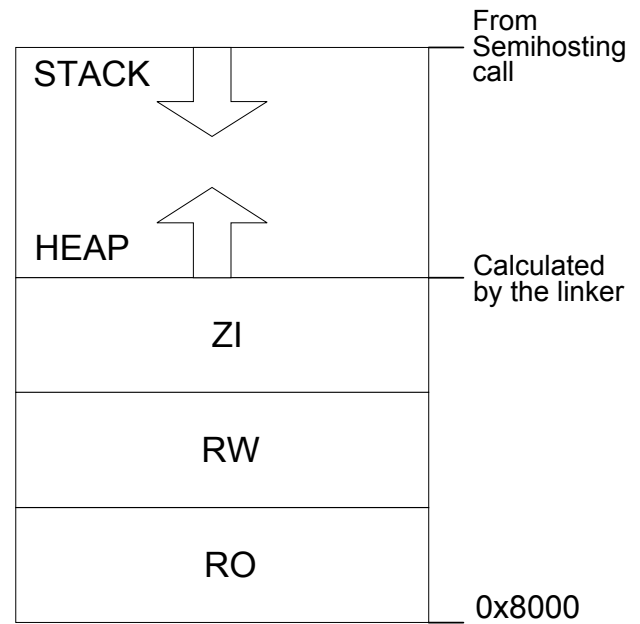 From
Semihosting
call
STACK
HEAP
Calculated
by the linker
ZI
RW
RO
0x8000